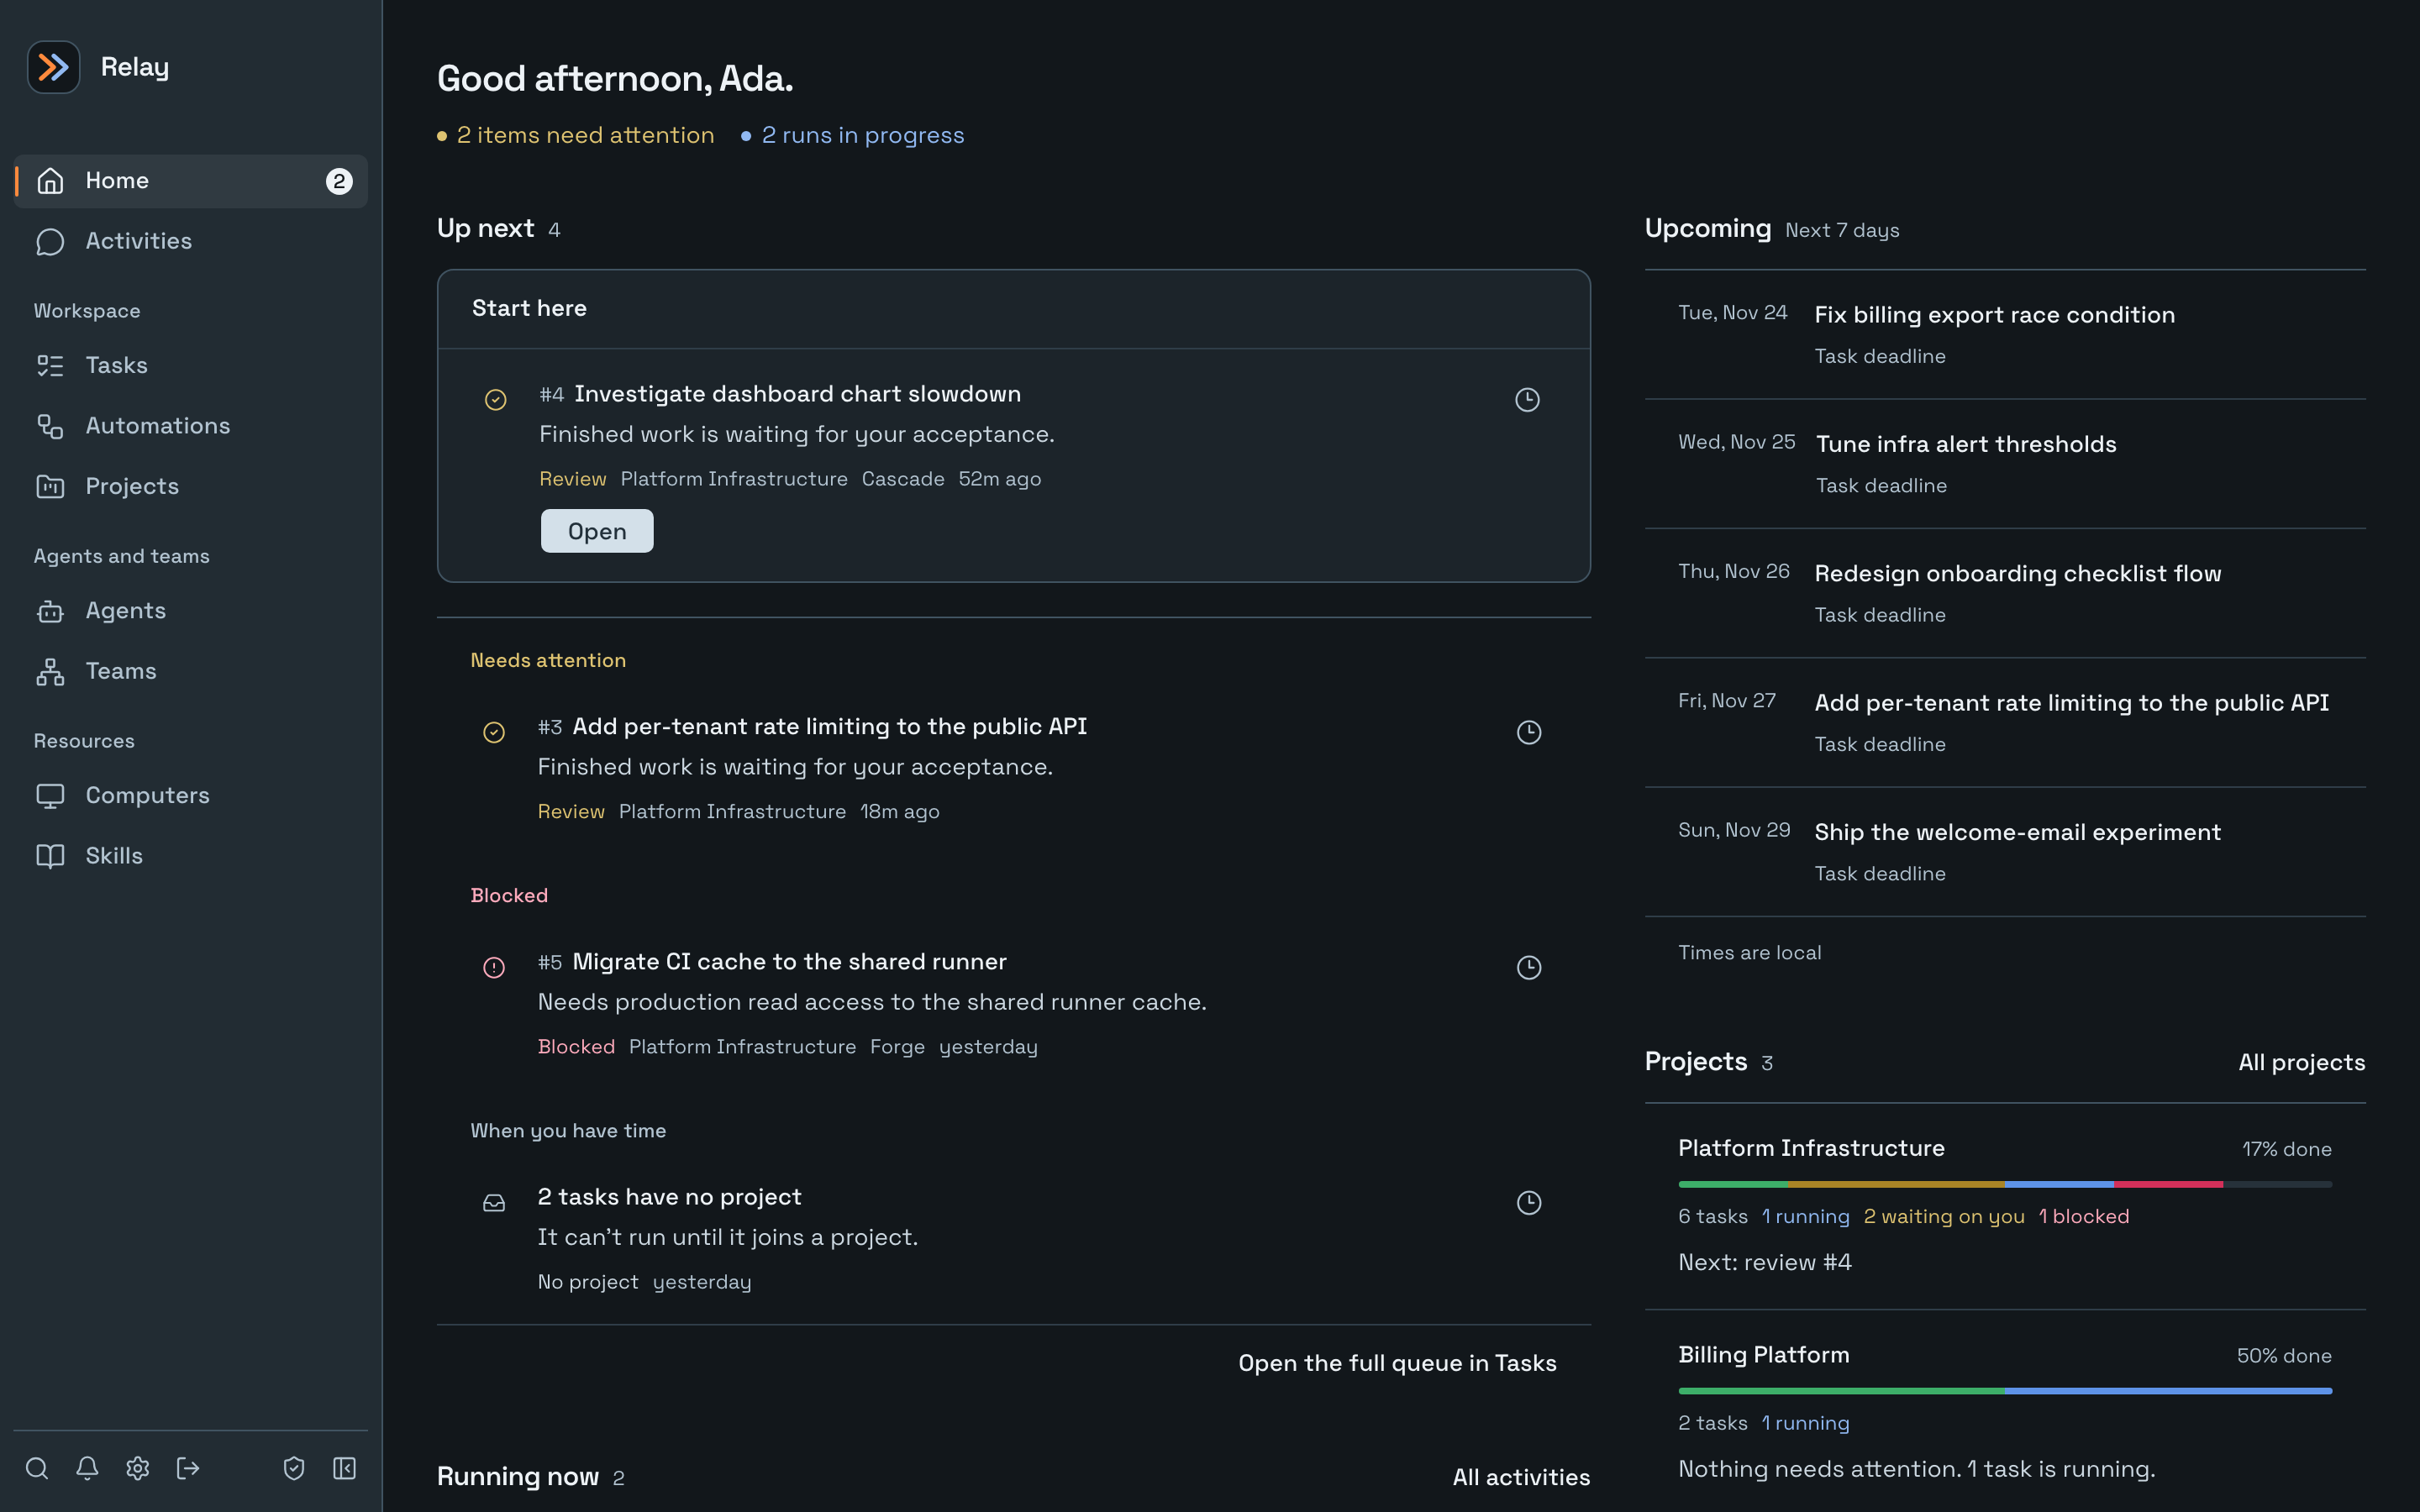 Relay
Home 2
Activities
Workspace
Tasks
Automations
Projects
Agents and teams
Agents
Teams
Resources
Computers
Skills
Good afternoon, Ada.
2 items need attention 2 runs in progress
Up next 4
Start here
#4 Investigate dashboard chart slowdown
Finished work is waiting for your acceptance.
Review Platform Infrastructure Cascade 52m ago
Open
Needs attention
#3 Add per-tenant rate limiting to the public API
Finished work is waiting for your acceptance.
Review Platform Infrastructure 18m ago
Blocked
#5 Migrate CI cache to the shared runner
Needs production read access to the shared runner cache.
Blocked Platform Infrastructure Forge yesterday
When you have time
2 tasks have no project
It can't run until it joins a project.
No project yesterday
Open the full queue in Tasks
Running now 2
All activities
Upcoming Next 7 days
Tue, Nov 24 Fix billing export race condition
Task deadline
Wed, Nov 25 Tune infra alert thresholds
Task deadline
Thu, Nov 26 Redesign onboarding checklist flow
Task deadline
Fri, Nov 27 Add per-tenant rate limiting to the public API
Task deadline
Sun, Nov 29 Ship the welcome-email experiment
Task deadline
Times are local
Projects 3
All projects
Platform Infrastructure 17% done
6 tasks 1 running 2 waiting on you 1 blocked
Next: review #4
Billing Platform 50% done
2 tasks 1 running
Nothing needs attention. 1 task is running.